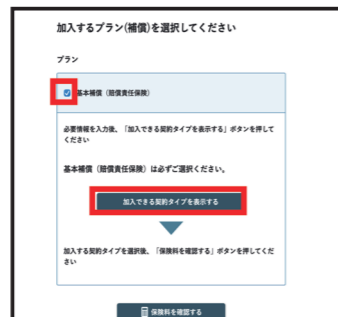 加入するプラン(補償)を選択してください
プラン
基本補償（賠償責任保険）
必要情報を入力後、「加入できる契約タイプを表示する」ボタンを押して
ください
基本補償（賠償責任保険）は必ずご選択ください。
加入できる契約タイプを表示する
加入する契約タイプを選択後、「保険料を確認する」ボタンを押してくだ
さい
保険料を確認する